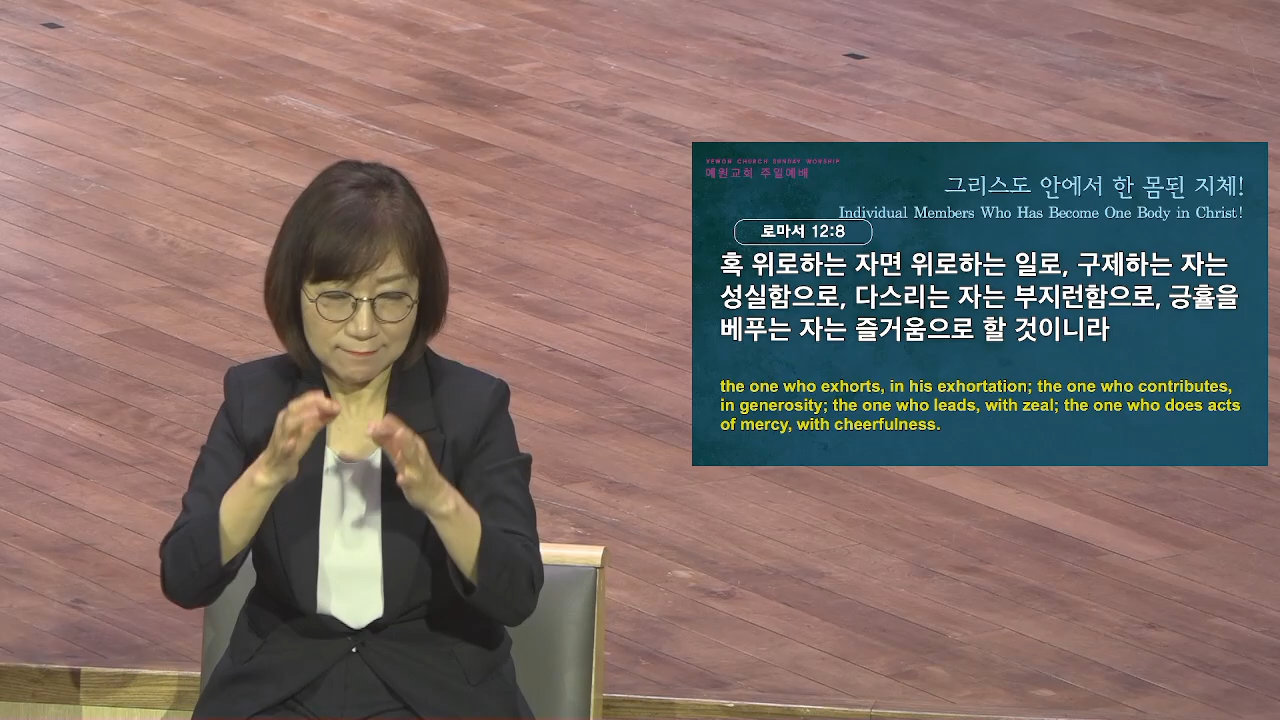 YEWON CHURCH SUNDAY WORSHIP
예원교회 주일예배
그리스도 안에서 한 몸된 지체!
Individual Members Who Has Become One Body in Christ!
로마서 12:8
혹 위로하는 자면 위로하는 일로, 구제하는 자는
성실함으로, 다스리는 자는 부지런함으로, 긍휼을
베푸는 자는 즐거움으로 할 것이니라
the one who exhorts, in his exhortation; the one who contributes,
in generosity; the one who leads, with zeal; the one who does acts
of mercy, with cheerfulness.